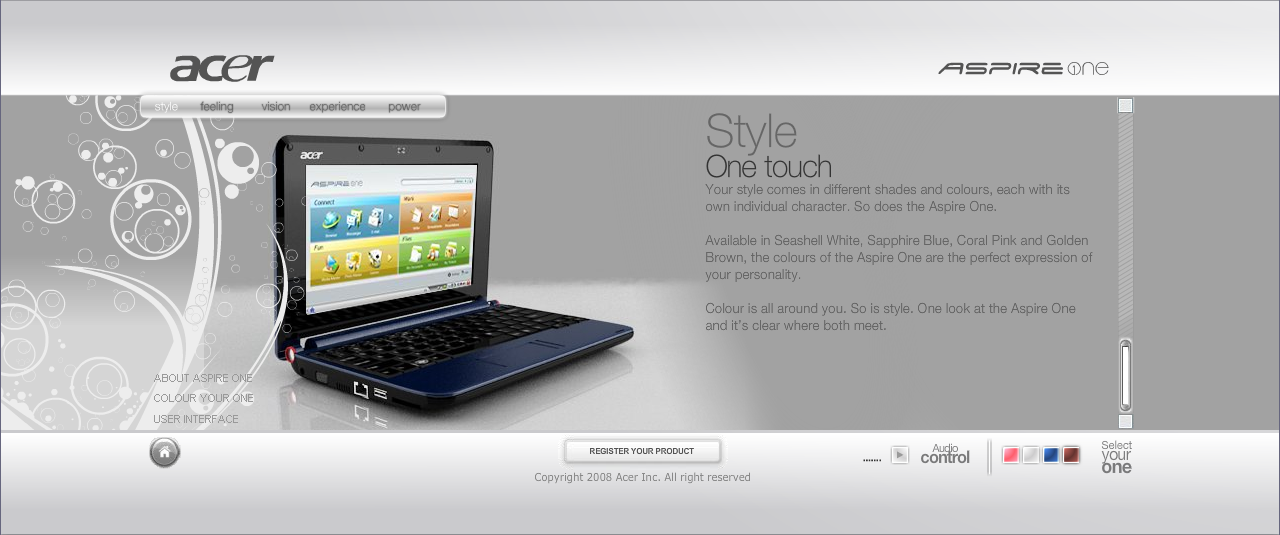 acer
ASPIRE one
style feeling vision experience power
Style
One touch
Your style comes in different shades and colours, each with its
own individual character. So does the Aspire One.
Available in Seashell White, Sapphire Blue, Coral Pink and Golden
Brown, the colours of the Aspire One are the perfect expression of
your personality.
Colour is all around you. So is style. One look at the Aspire One
and it's clear where both meet.
acer
ASPIRE one
Connect
Work
Fun
Files
ABOUT ASPIRE ONE
COLOUR YOUR ONE
USER INTERFACE
REGISTER YOUR PRODUCT
Copyright 2008 Acer Inc. All right reserved
.......
Audio
control
Select
your
one